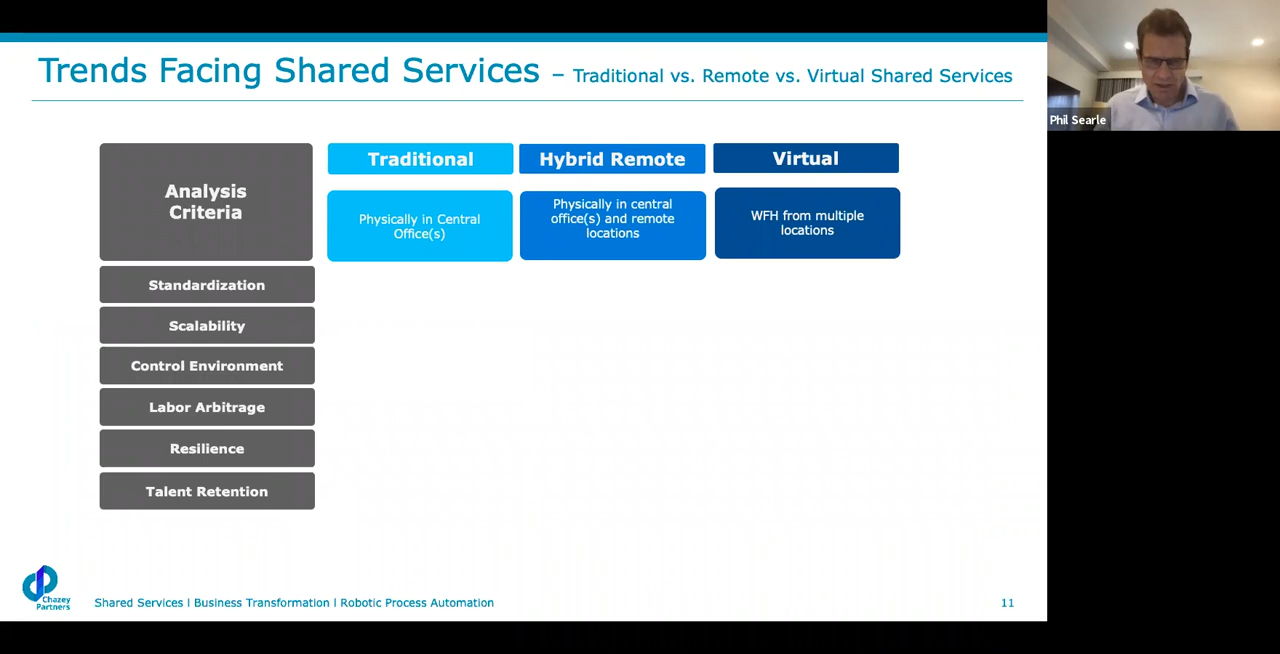 Trends Facing Shared Services – Traditional vs. Remote vs. Virtual Shared Services
Phil Searle
Analysis
Criteria
Traditional
Hybrid Remote
Virtual
Physically in Central
Office(s)
Physically in central
office(s) and remote
locations
WFH from multiple
locations
Standardization
Scalability
Control Environment
Labor Arbitrage
Resilience
Talent Retention
Chazey
Partners
Shared Services I Business Transformation I Robotic Process Automation
11